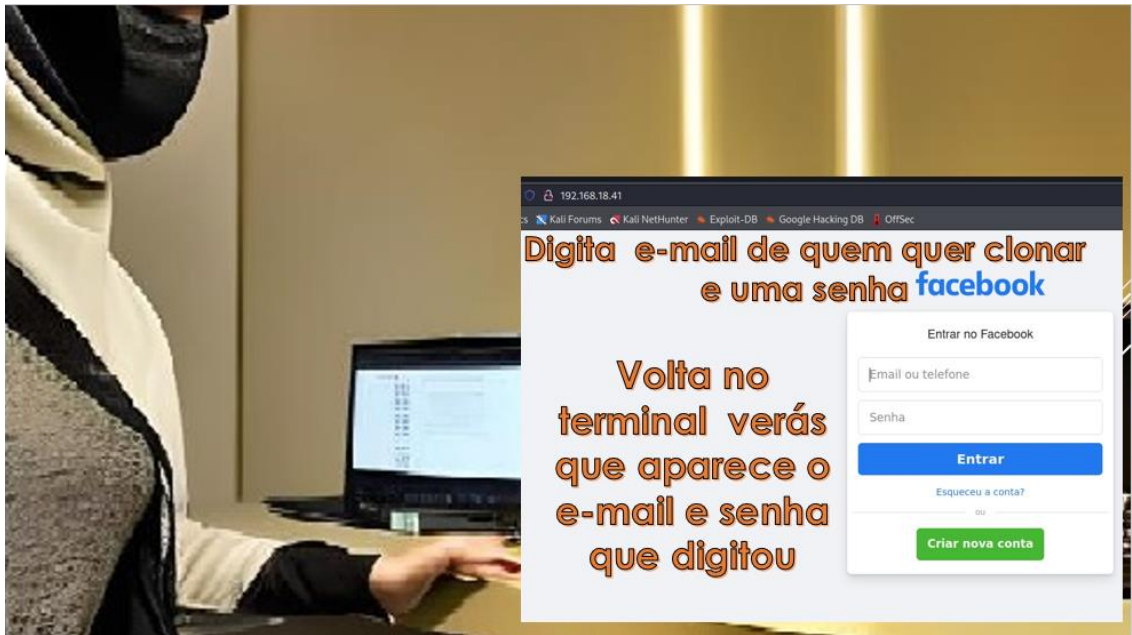 192.168.18.41
cs Kali Forums Kali NetHunter Exploit-DB Google Hacking DB OffSec
Digita e-mail de quem quer clonar
e uma senha facebook
Entrar no Facebook
Email ou telefone
Senha
Entrar
Esqueceu a conta?
ou
Criar nova conta
Volta no
terminal verás
que aparece o
e-mail e senha
que digitou